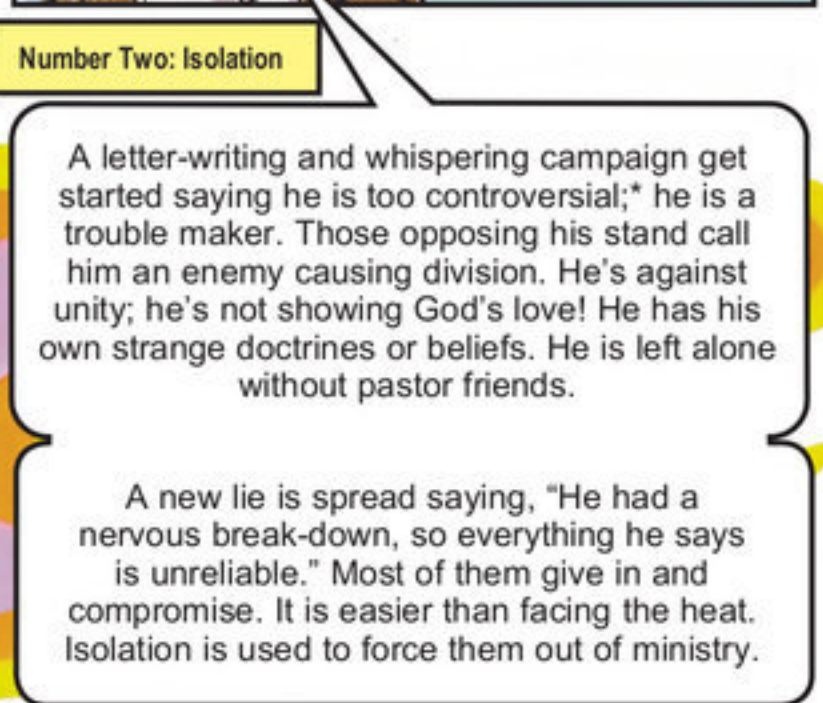 Number Two: Isolation
A letter-writing and whispering campaign get
started saying he is too controversial;* he is a
trouble maker. Those opposing his stand call
him an enemy causing division. He's against
unity; he's not showing God's love! He has his
own strange doctrines or beliefs. He is left alone
without pastor friends.
A new lie is spread saying, “He had a
nervous break-down, so everything he says
is unreliable.” Most of them give in and
compromise. It is easier than facing the heat.
Isolation is used to force them out of ministry.